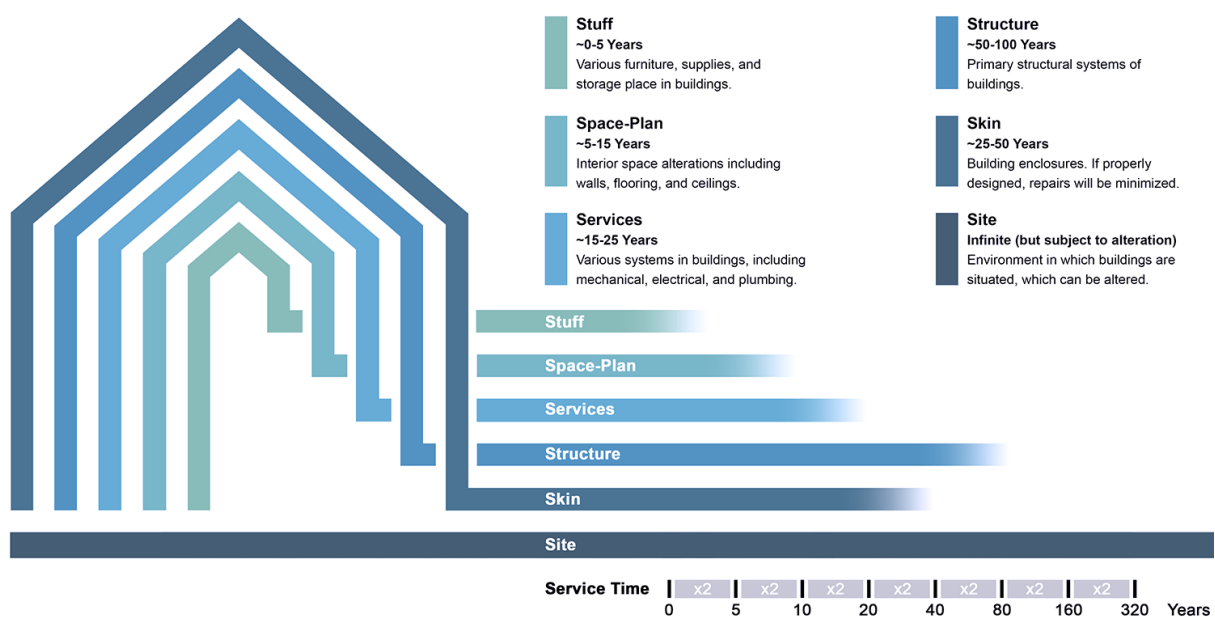 Stuff
~0-5 Years
Various furniture, supplies, and
storage place in buildings.
Space-Plan
~5-15 Years
Interior space alterations including
walls, flooring, and ceilings.
Services
~15-25 Years
Various systems in buildings, including
mechanical, electrical, and plumbing.
Structure
~50-100 Years
Primary structural systems of
buildings.
Skin
~25-50 Years
Building enclosures. If properly
designed, repairs will be minimized.
Site
Infinite (but subject to alteration)
Environment in which buildings are
situated, which can be altered.
Stuff
Space-Plan
Services
Structure
Skin
Site
Service Time x2 x2 x2 x2 x2 x2 x2
0 5 10 20 40 80 160 320 Years